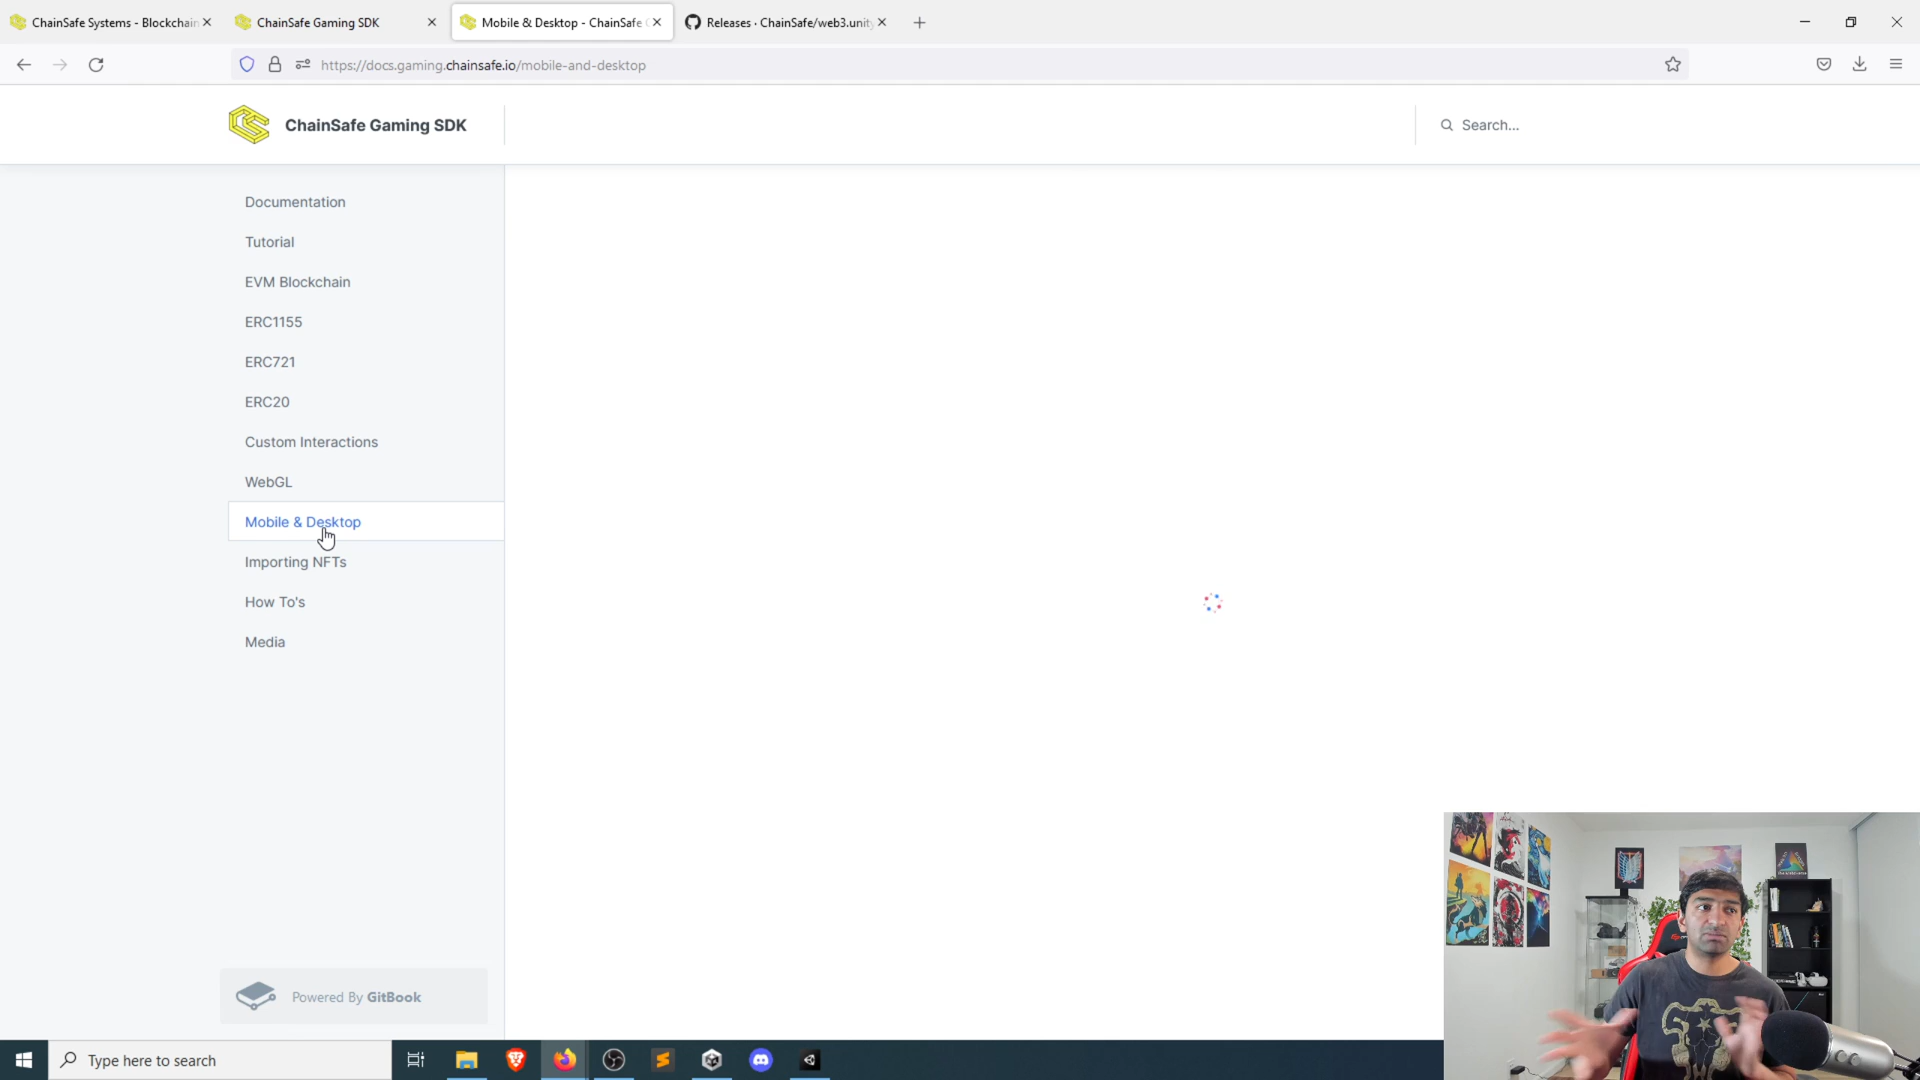 ChainSafe Systems - Blockchain
ChainSafe Gaming SDK
Mobile & Desktop - ChainSafe
Releases · ChainSafe/web3.unity
https://docs.gaming.chainsafe.io/mobile-and-desktop
ChainSafe Gaming SDK
Search...
Documentation
Tutorial
EVM Blockchain
ERC1155
ERC721
ERC20
Custom Interactions
WebGL
Mobile & Desktop
Importing NFTs
How To's
Media
Powered By GitBook
Type here to search